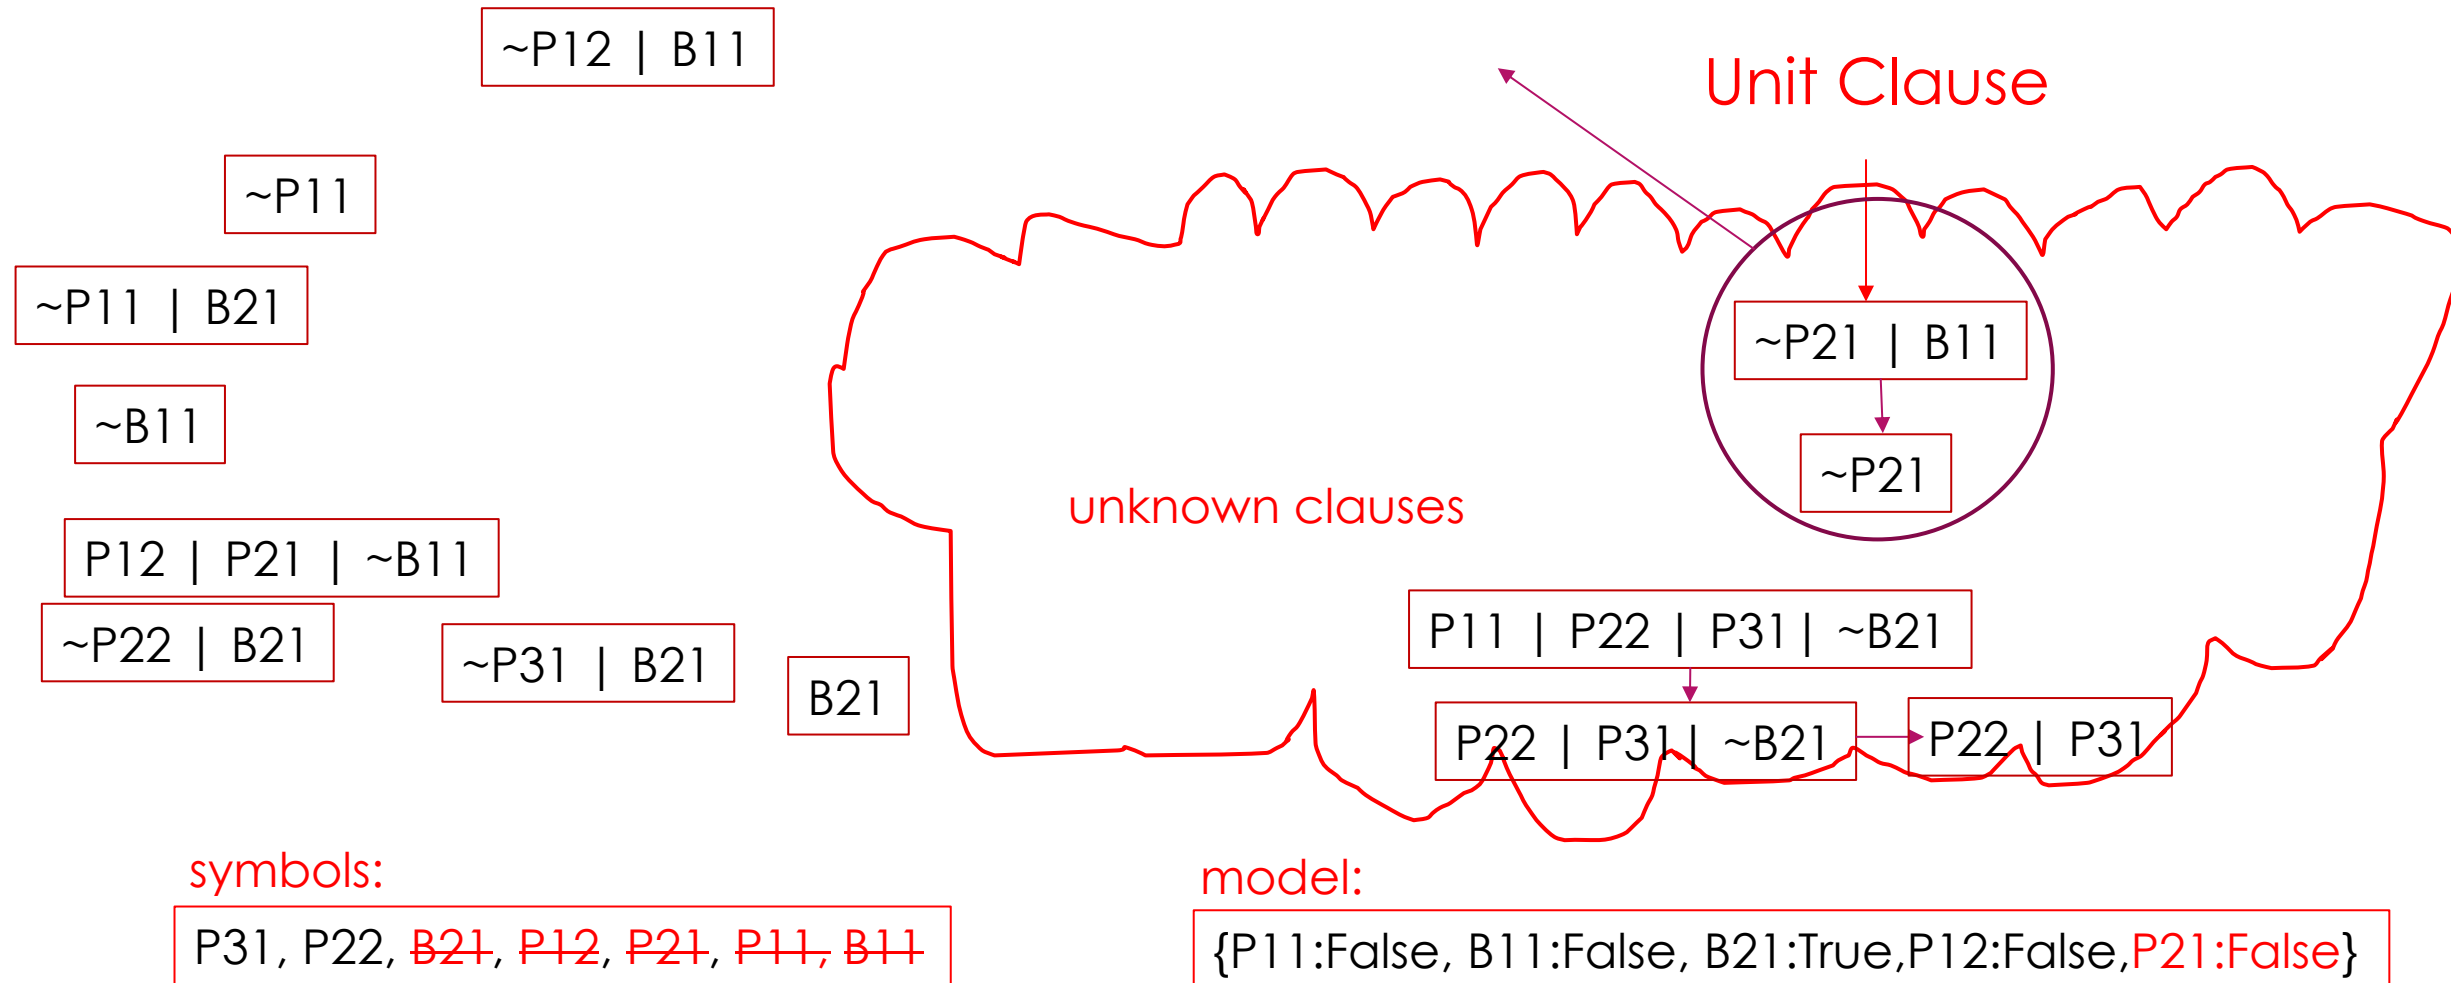 ~P12 | B11
Unit Clause
~P11
~P11 | B21
~P21 | B11
~B11
~P21
unknown clauses
P12 | P21 | ~B11
P11 | P22 | P31| ~B21
~P22 | B21
~P31 | B21
B21
P22 | P31| ~B21
P22 | P31
symbols:
P31, P22, B21, P12, P21, P11, B11
model:
{P11:False, B11:False, B21:True,P12:False,P21:False}